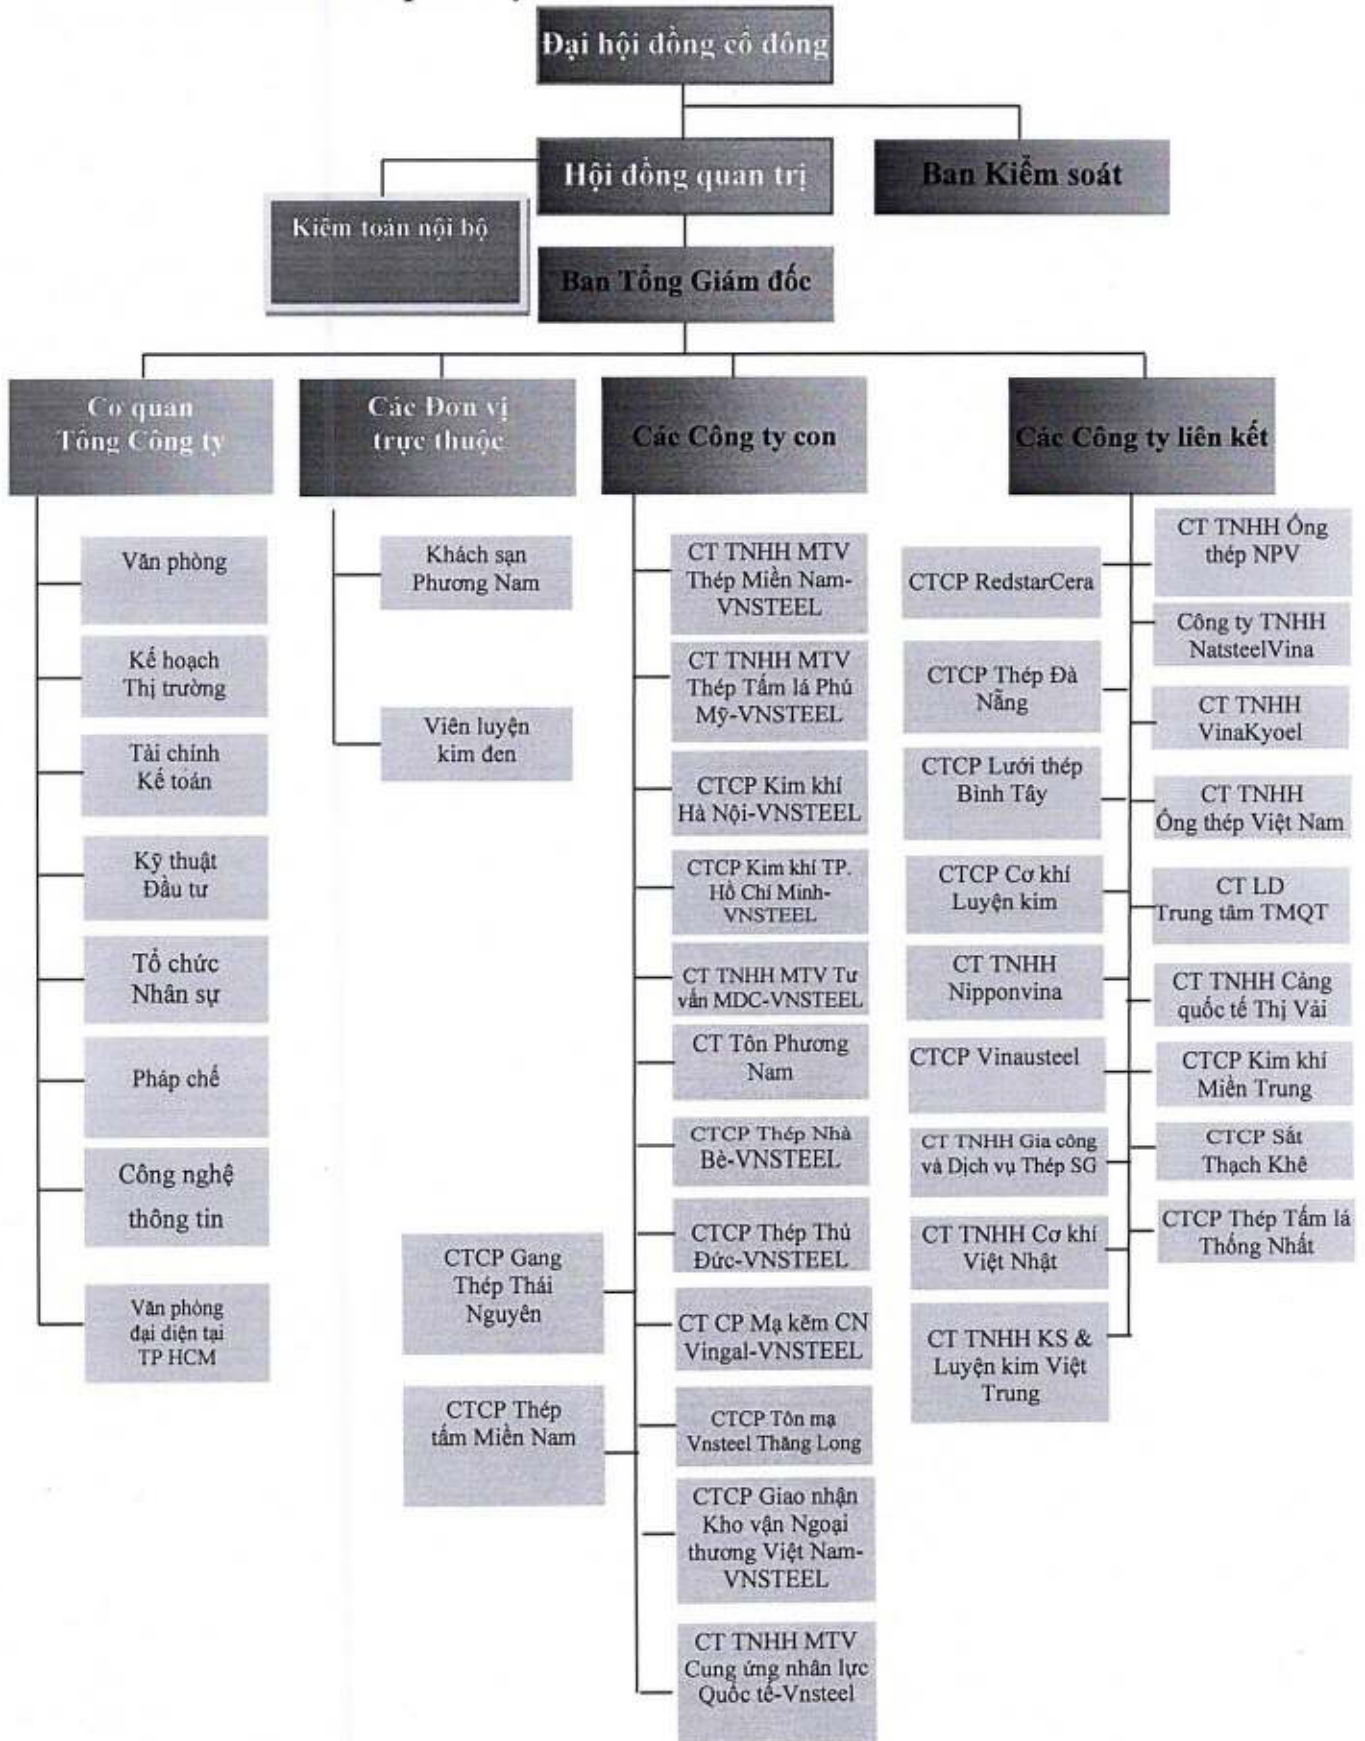 Đại hội đồng cổ đông
Hội đồng quản trị
Ban Kiểm soát
Kiểm toán nội bộ
Ban Tổng Giám đốc
Cơ quan
Tổng Công ty
Các Đơn vị
trực thuộc
Các Công ty con
Các Công ty liên kết
Văn phòng
Kế hoạch
Thị trường
Tài chính
Kế toán
Kỹ thuật
Đầu tư
Tổ chức
Nhân sự
Pháp chế
Công nghệ
thông tin
Văn phòng
đại diện tại
TP HCM
Khách sạn
Phương Nam
Viên luyện
kim đen
CT TNHH MTV
Thép Miền Nam-
VNSTEEL
CT TNHH MTV
Thép Tấm lá Phú
Mỹ-VNSTEEL
CTCP Kim khí
Hà Nội-VNSTEEL
CTCP Kim khí TP.
Hồ Chí Minh-
VNSTEEL
CT TNHH MTV Tư
vấn MDC-VNSTEEL
CT Tôn Phương
Nam
CTCP Thép Nhà
Bè-VNSTEEL
CTCP Thép Thủ
Đức-VNSTEEL
CTCP Gang
Thép Thái
Nguyên
CT CP Mạ kẽm CN
Vingal-VNSTEEL
CTCP Thép
tấm Miền Nam
CTCP Tôn mạ
Vnsteel Thăng Long
CTCP Giao nhận
Kho vận Ngoại
thương Việt Nam-
VNSTEEL
CT TNHH MTV
Cung ứng nhân lực
Quốc tế-Vnsteel
CTCP RedstarCera
CTCP Thép Đà
Nẵng
CTCP Lưới thép
Bình Tây
CTCP Cơ khí
Luyện kim
CT TNHH
Nipponvina
CTCP Vinausteel
CT TNHH Gia công
và Dịch vụ Thép SG
CT TNHH Cơ khí
Việt Nhật
CT TNHH KS &
Luyện kim Việt
Trung
CT TNHH Ống
thép NPV
Công ty TNHH
NatsteelVina
CT TNHH
VinaKyoel
CT TNHH
Ống thép Việt Nam
CT LD
Trung tâm TMQT
CT TNHH Cảng
quốc tế Thị Vải
CTCP Kim khí
Miền Trung
CTCP Sắt
Thạch Khê
CTCP Thép Tấm lá
Thống Nhất